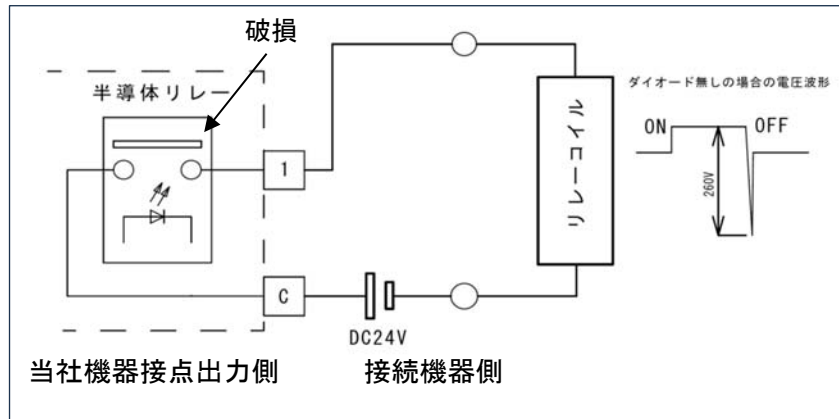 破損
半導体リレー
1
C
DC24V
リレーコイル
ダイオード無しの場合の電圧波形
ON
OFF
260V
当社機器接点出力側
接続機器側